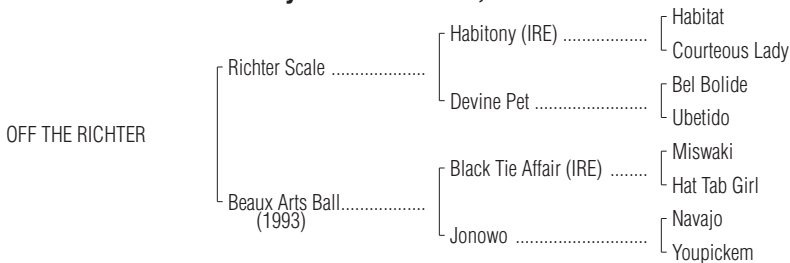 Habitat
Habitony (IRE) ..................
Courteous Lady
Richter Scale ....................
Bel Bolide
Devine Pet ........................
Ubetido
OFF THE RICHTER
Miswaki
Black Tie Affair (IRE) ........
Hat Tab Girl
Beaux Arts Ball..................
(1993)
Navajo
Jonowo ............................
Youpickem